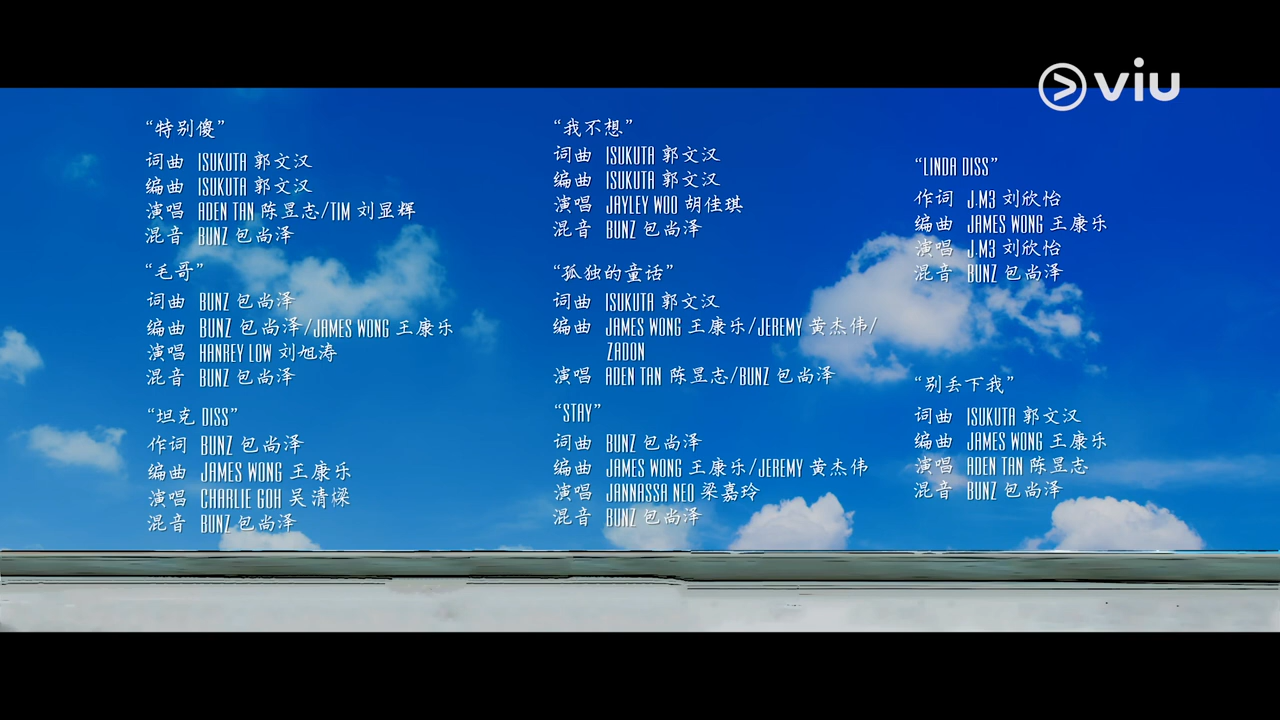 viu
“特别傻”
词曲 ISUKUTA 郭文汉
编曲 ISUKUTA 郭文汉
演唱 ADEN TAN 陈昱志/TIM 刘显辉
混音 BUNZ 包尚泽
“毛哥”
词曲 BUNZ 包尚泽
编曲 BUNZ 包尚泽/JAMES WONG 王康乐
演唱 HANREY LOW 刘旭涛
混音 BUNZ 包尚泽
“坦克 DISS”
作词 BUNZ 包尚泽
编曲 JAMES WONG 王康乐
演唱 CHARLIE GOH 吴清樑
混音 BUNZ 包尚泽
“我不想”
词曲 ISUKUTA 郭文汉
编曲 ISUKUTA 郭文汉
演唱 JAYLEY WOO 胡佳琪
混音 BUNZ 包尚泽
“孤独的童话”
词曲 ISUKUTA 郭文汉
编曲 JAMES WONG 王康乐/JEREMY 黄杰伟/
ZADON
演唱 ADEN TAN 陈昱志/BUNZ 包尚泽
“STAY”
词曲 BUNZ 包尚泽
编曲 JAMES WONG 王康乐/JEREMY 黄杰伟
演唱 JANNASSA NEO 梁嘉玲
混音 BUNZ 包尚泽
“LINDA DISS”
作词 J.M3 刘欣怡
编曲 JAMES WONG 王康乐
演唱 J.M3 刘欣怡
混音 BUNZ 包尚泽
“别丢下我”
词曲 ISUKUTA 郭文汉
编曲 JAMES WONG 王康乐
演唱 ADEN TAN 陈昱志
混音 BUNZ 包尚泽